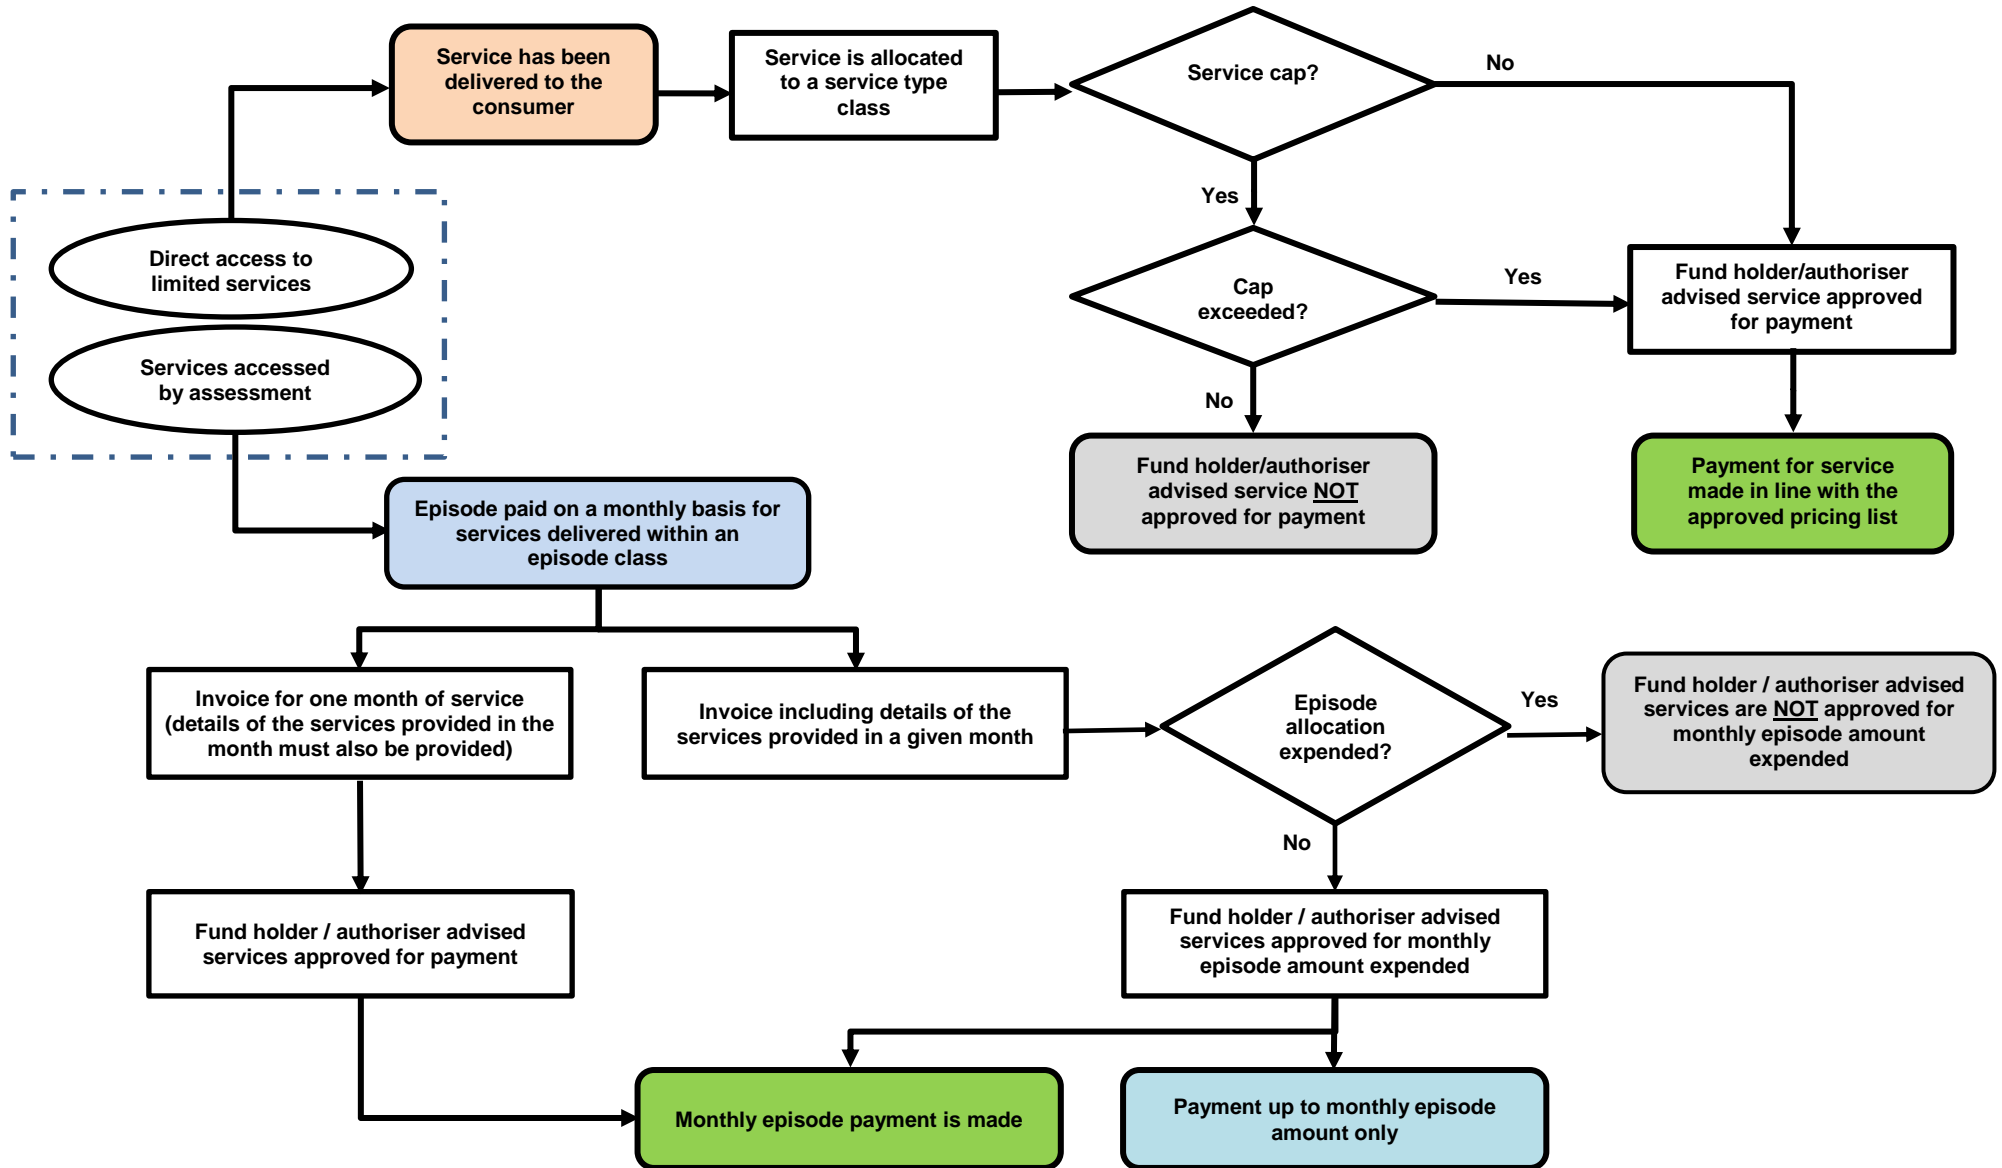 Service has been
delivered to the
consumer
Service is allocated
to a service type
class
Service cap?
No
Yes
Direct access to
limited services
Services accessed
by assessment
Cap
exceeded?
Yes
No
Fund holder/authoriser
advised service approved
for payment
Fund holder/authoriser
advised service NOT
approved for payment
Payment for service
made in line with the
approved pricing list
Episode paid on a monthly basis for
services delivered within an
episode class
Invoice for one month of service
(details of the services provided in the
month must also be provided)
Invoice including details of the
services provided in a given month
Episode
allocation
expended?
Yes
No
Fund holder / authoriser advised
services are NOT approved for
monthly episode amount
expended
Fund holder / authoriser advised
services approved for payment
Fund holder / authoriser advised
services approved for monthly
episode amount expended
Monthly episode payment is made
Payment up to monthly episode
amount only